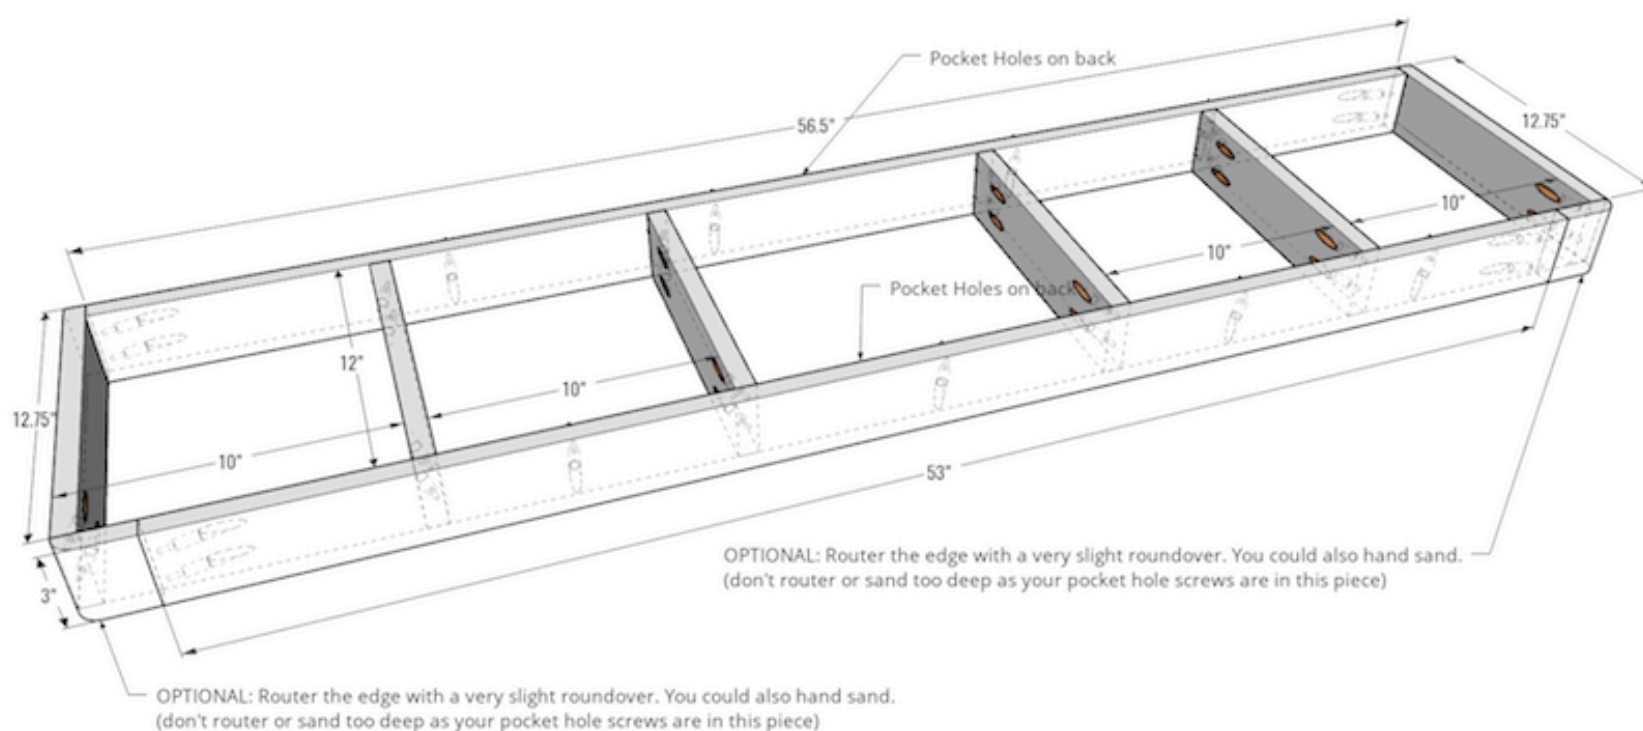 Pocket Holes on back
56.5"
12.75"
10"
10"
Pocket Holes on back
12"
10"
12.75"
10"
53"
3"
OPTIONAL: Router the edge with a very slight roundover. You could also hand sand.
(don't router or sand too deep as your pocket hole screws are in this piece)
OPTIONAL: Router the edge with a very slight roundover. You could also hand sand.
(don't router or sand too deep as your pocket hole screws are in this piece)